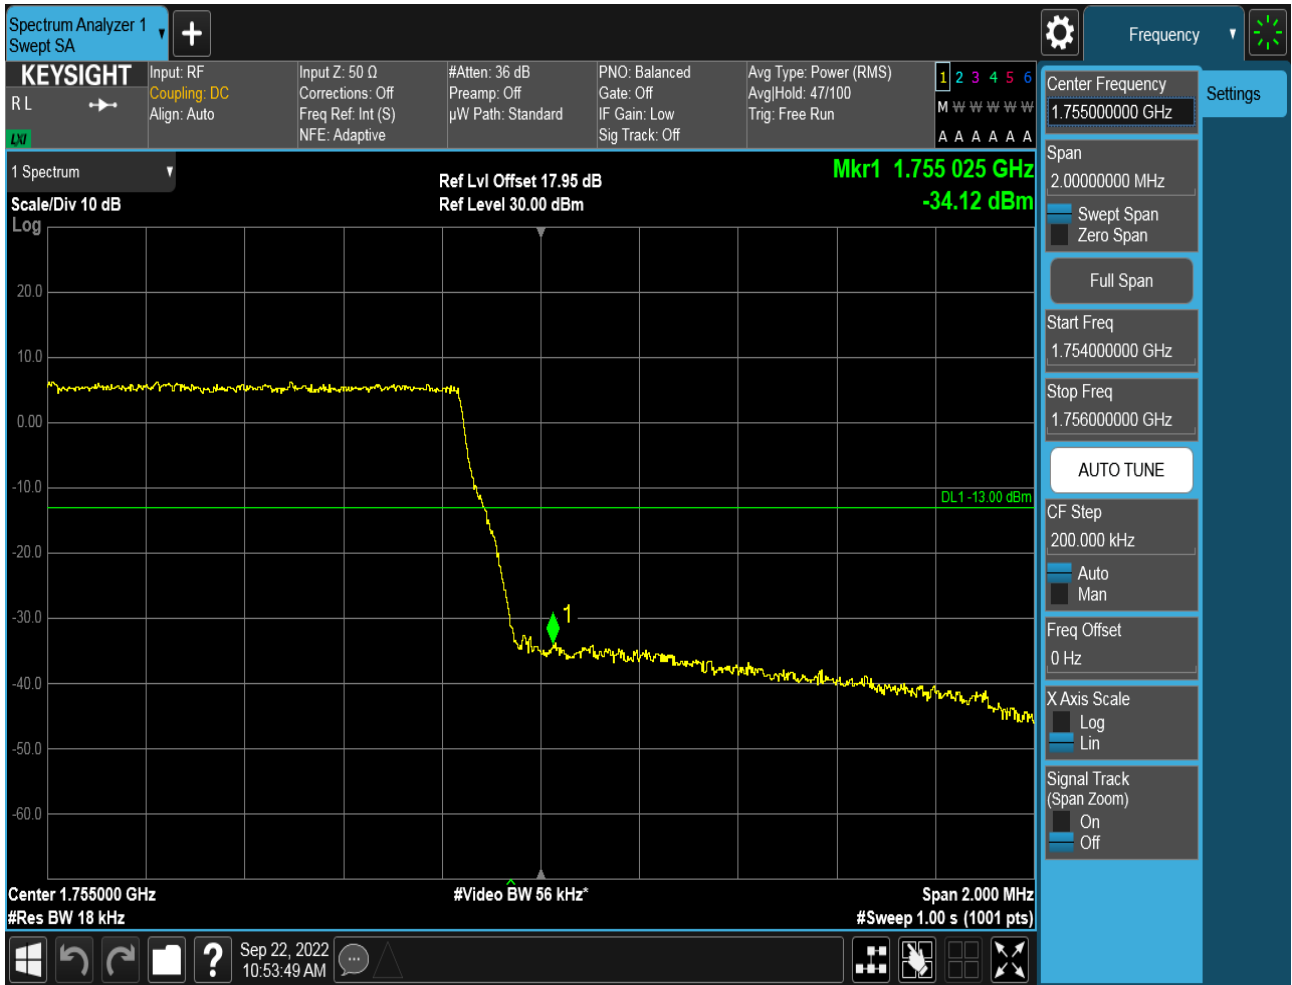 Spectrum Analyzer 1
Swept SA
Frequency
KEYSIGHT
R L
LXI
Input: RF
Coupling: DC
Align: Auto
Input Z: 50 Ω
Corrections: Off
Freq Ref: Int (S)
NFE: Adaptive
#Atten: 36 dB
Preamp: Off
µW Path: Standard
PNO: Balanced
Gate: Off
IF Gain: Low
Sig Track: Off
Avg Type: Power (RMS)
Avg|Hold: 47/100
Trig: Free Run
1 2 3 4 5 6
M W W W W W
A A A A A A
1 Spectrum
Scale/Div 10 dB
Log
Ref Lvl Offset 17.95 dB
Ref Level 30.00 dBm
Mkr1 1.755 025 GHz
-34.12 dBm
20.0
10.0
0.00
-10.0
-20.0
-30.0
-40.0
-50.0
-60.0
DL1 -13.00 dBm
1
Center 1.755000 GHz
#Res BW 18 kHz
#Video BW 56 kHz*
Span 2.000 MHz
#Sweep 1.00 s (1001 pts)
Center Frequency
1.755000000 GHz
Settings
Span
2.00000000 MHz
Swept Span
Zero Span
Full Span
Start Freq
1.754000000 GHz
Stop Freq
1.756000000 GHz
AUTO TUNE
CF Step
200.000 kHz
Auto
Man
Freq Offset
0 Hz
X Axis Scale
Log
Lin
Signal Track
(Span Zoom)
On
Off
?
Sep 22, 2022
10:53:49 AM